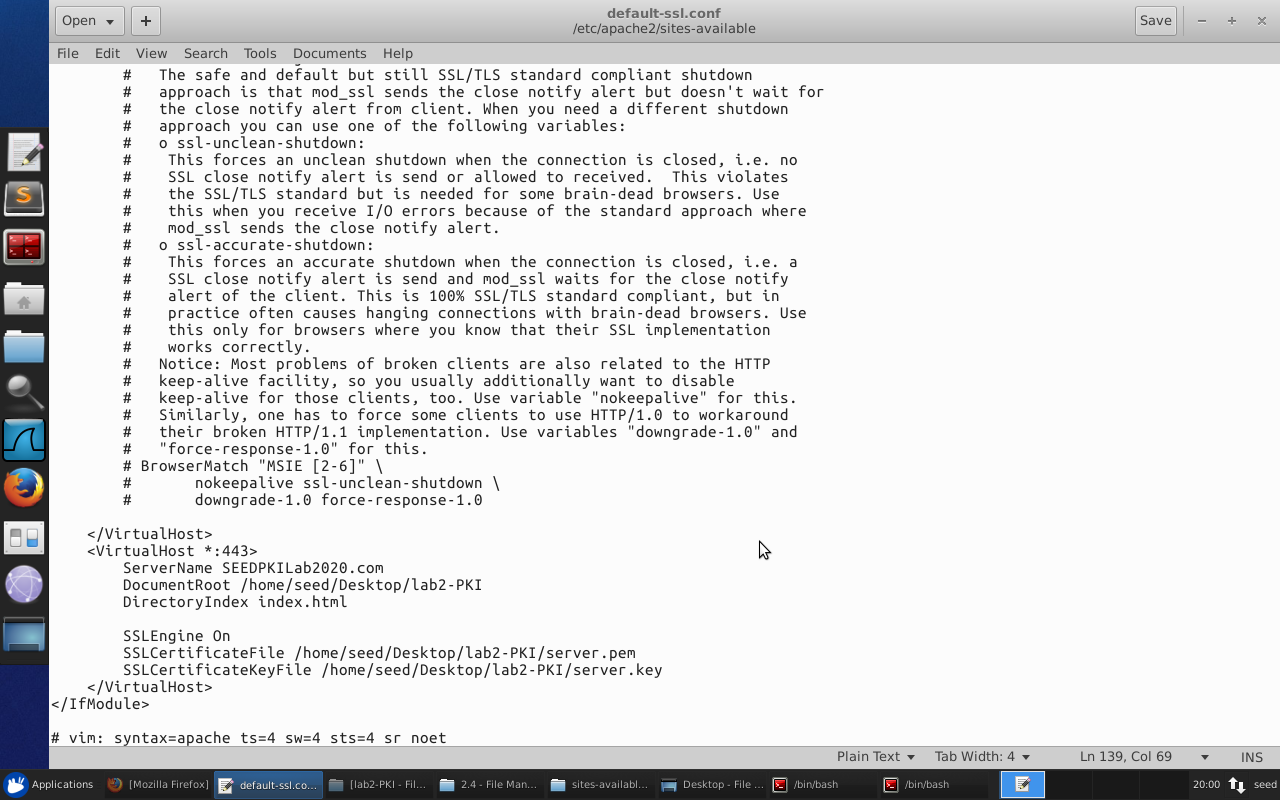 default-ssl.conf
/etc/apache2/sites-available
Open
Save
File Edit View Search Tools Documents Help
#   The safe and default but still SSL/TLS standard compliant shutdown
#   approach is that mod_ssl sends the close notify alert but doesn't wait for
#   the close notify alert from client. When you need a different shutdown
#   approach you can use one of the following variables:
#   o ssl-unclean-shutdown:
#    This forces an unclean shutdown when the connection is closed, i.e. no
#    SSL close notify alert is send or allowed to received.  This violates
#    the SSL/TLS standard but is needed for some brain-dead browsers. Use
#    this when you receive I/O errors because of the standard approach where
#    mod_ssl sends the close notify alert.
#   o ssl-accurate-shutdown:
#    This forces an accurate shutdown when the connection is closed, i.e. a
#    SSL close notify alert is send and mod_ssl waits for the close notify
#    alert of the client. This is 100% SSL/TLS standard compliant, but in
#    practice often causes hanging connections with brain-dead browsers. Use
#    this only for browsers where you know that their SSL implementation
#    works correctly.
#   Notice: Most problems of broken clients are also related to the HTTP
#   keep-alive facility, so you usually additionally want to disable
#   keep-alive for those clients, too. Use variable "nokeepalive" for this.
#   Similarly, one has to force some clients to use HTTP/1.0 to workaround
#   their broken HTTP/1.1 implementation. Use variables "downgrade-1.0" and
#   "force-response-1.0" for this.
# BrowserMatch "MSIE [2-6]" \
#       nokeepalive ssl-unclean-shutdown \
#       downgrade-1.0 force-response-1.0
</VirtualHost>
<VirtualHost *:443>
ServerName SEEDPKILab2020.com
DocumentRoot /home/seed/Desktop/lab2-PKI
DirectoryIndex index.html
SSLEngine On
SSLCertificateFile /home/seed/Desktop/lab2-PKI/server.pem
SSLCertificateKeyFile /home/seed/Desktop/lab2-PKI/server.key
</VirtualHost>
</IfModule>
# vim: syntax=apache ts=4 sw=4 sts=4 sr noet
Plain Text Tab Width: 4 Ln 139, Col 69 INS
Applications [Mozilla Firefox] default-ssl.co... [lab2-PKI - Fil... 2.4 - File Man... sites-availabl... Desktop - File ... /bin/bash /bin/bash 20:00 seed